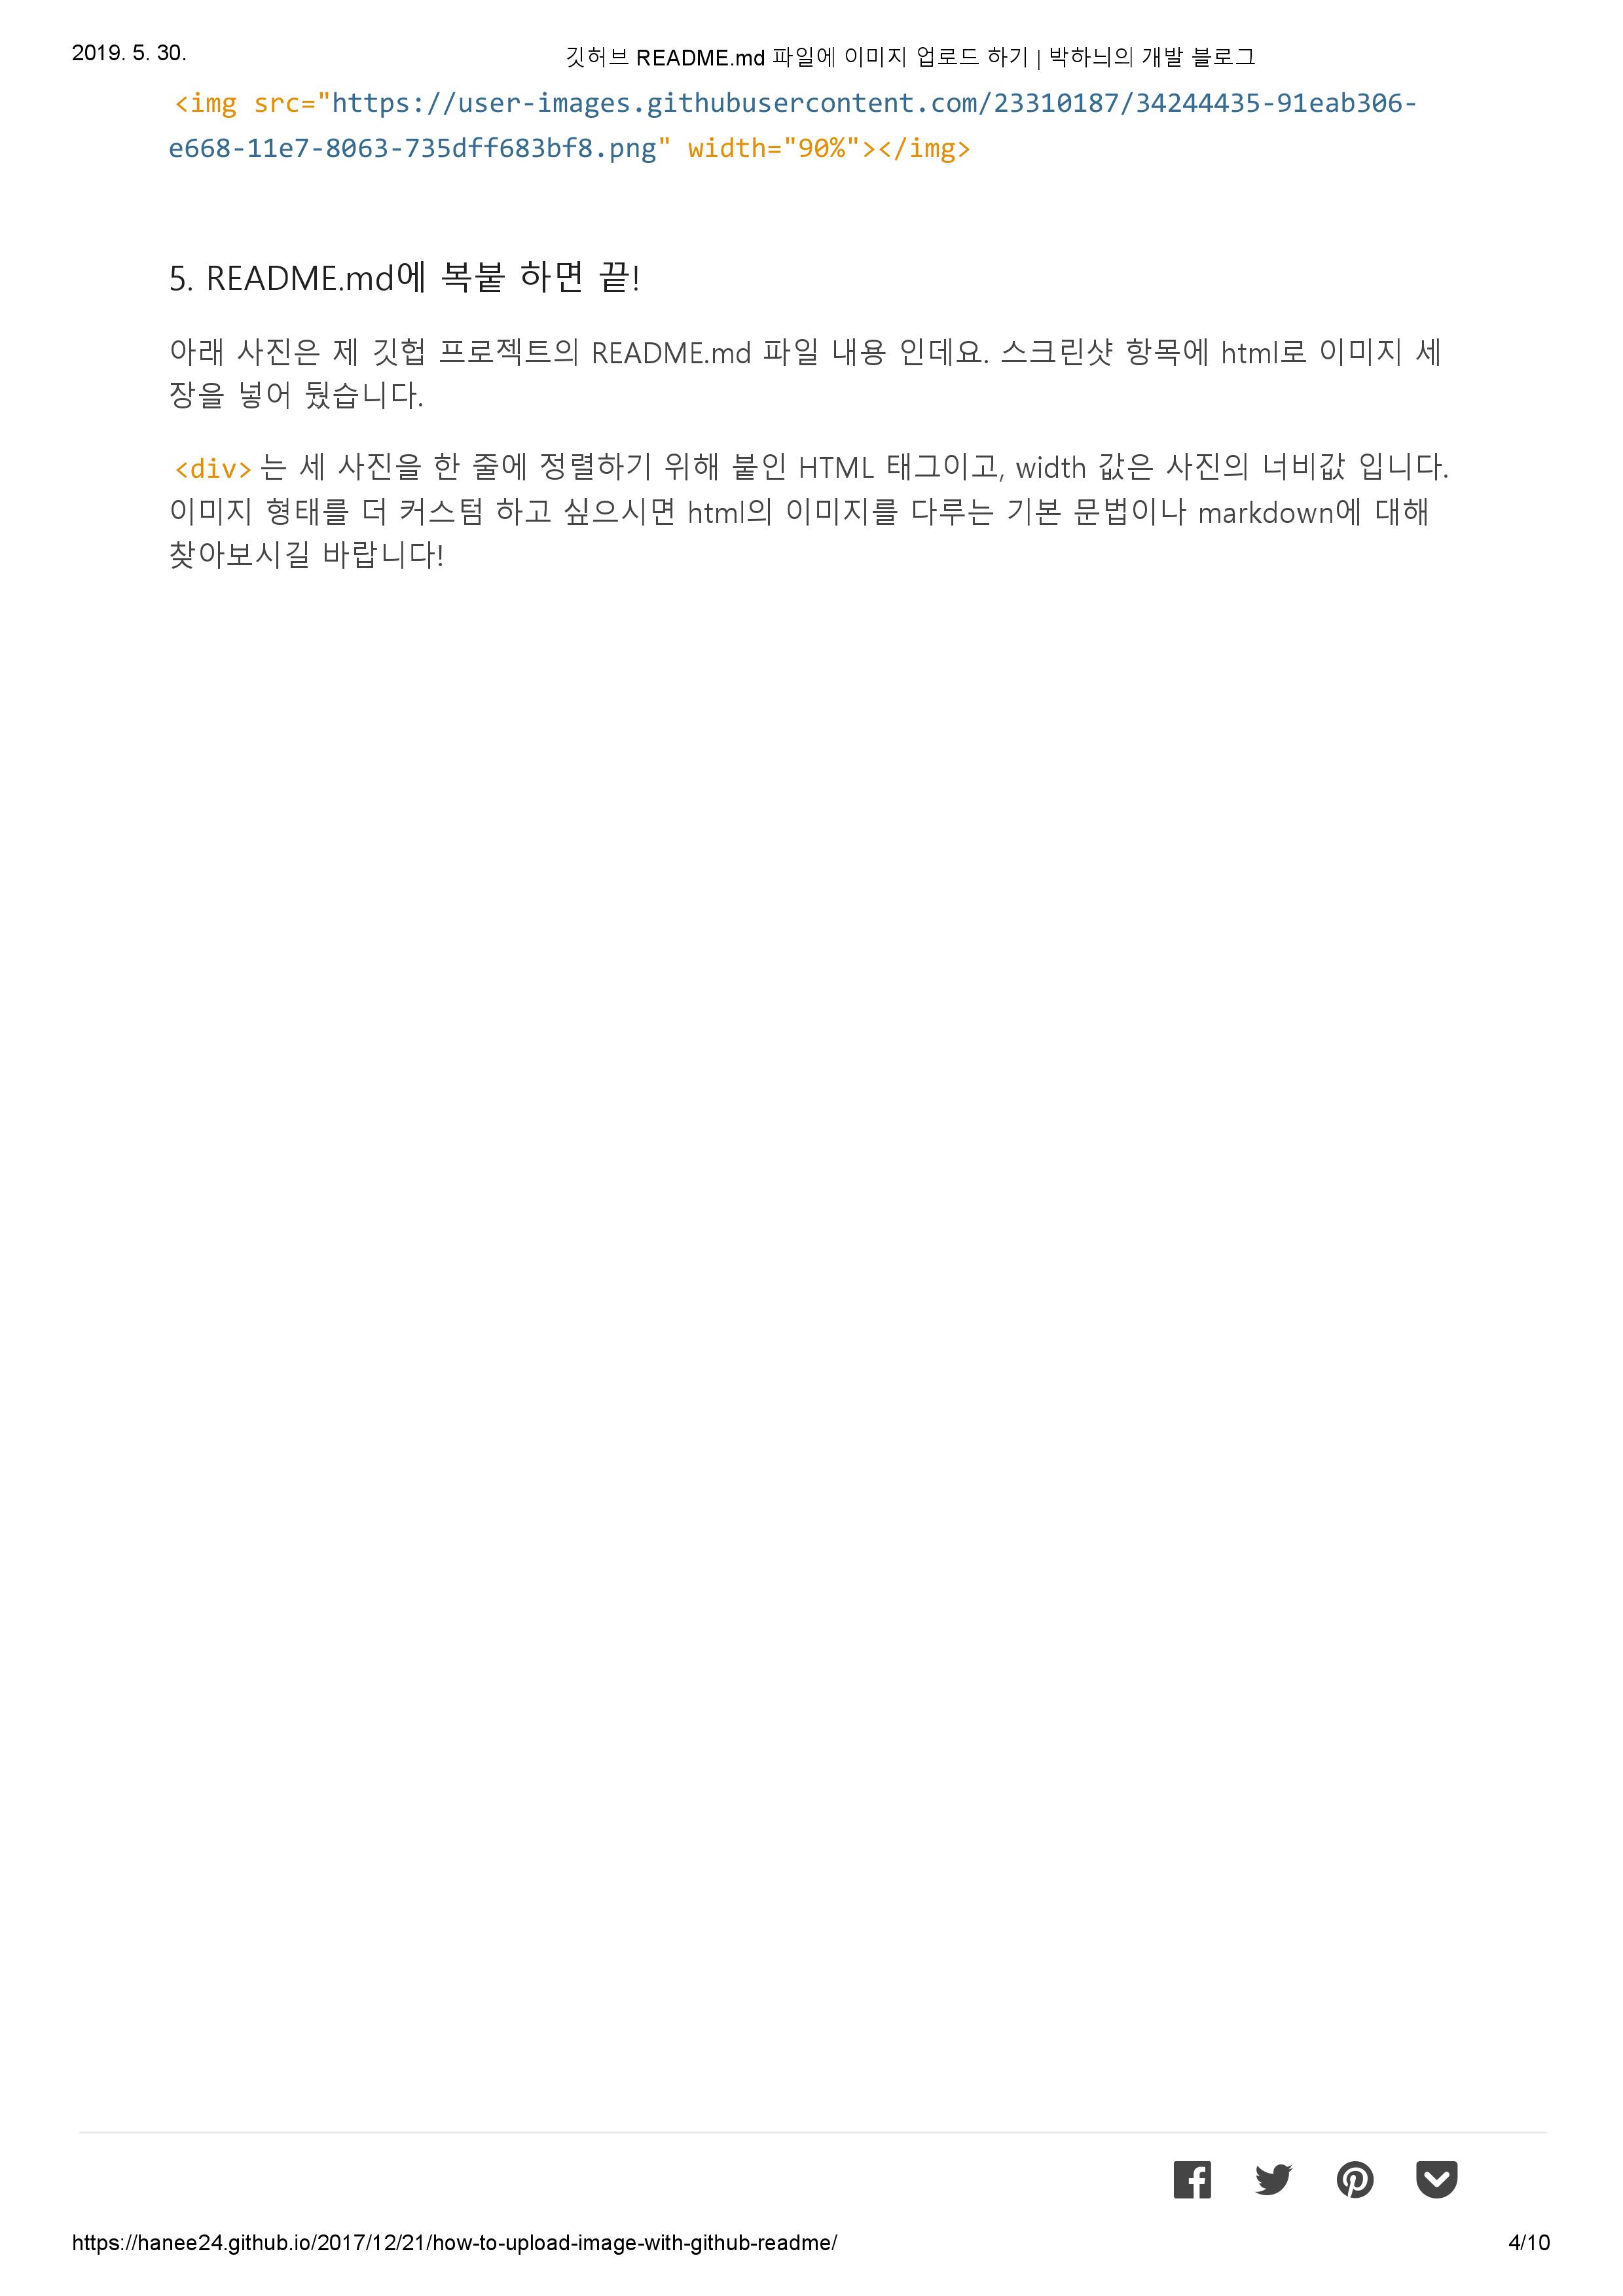 2019. 5. 30.
깃허브 README.md 파일에 이미지 업로드 하기 | 박하늬의 개발 블로그
<img src="https://user-images.githubusercontent.com/23310187/34244435-91eab306-
e668-11e7-8063-735dff683bf8.png" width="90%"></img>
5. README.md에 복붙 하면 끝!
아래 사진은 제 깃헙 프로젝트의 README.md 파일 내용 인데요. 스크린샷 항목에 html로 이미지 세
장을 넣어 뒀습니다.
<div> 는 세 사진을 한 줄에 정렬하기 위해 붙인 HTML 태그이고, width 값은 사진의 너비값 입니다.
이미지 형태를 더 커스텀 하고 싶으시면 html의 이미지를 다루는 기본 문법이나 markdown에 대해
찾아보시길 바랍니다!
https://hanee24.github.io/2017/12/21/how-to-upload-image-with-github-readme/
4/10